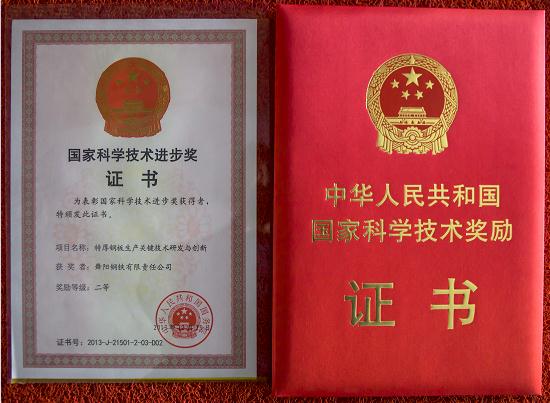 国家科学技术进步奖
证书
为表彰国家科学技术进步奖获得者，
特颁发此证书。
项目名称：特厚钢板生产关键技术研发与创新
获奖者：舞阳钢铁有限责任公司
奖励等级：二等
证书号：2013-J-21501-2-03-D02
中华人民共和国
国家科学技术奖励
证书